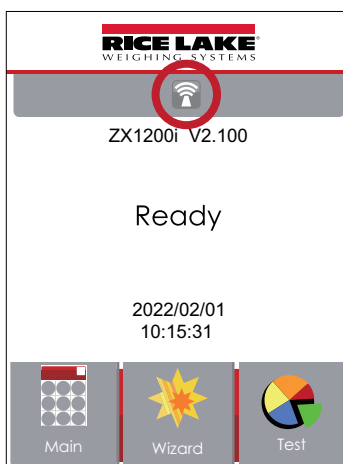 RICE LAKE
WEIGHING SYSTEMS
ZX1200i V2.100
Ready
2022/02/01
10:15:31
Main
Wizard
Test